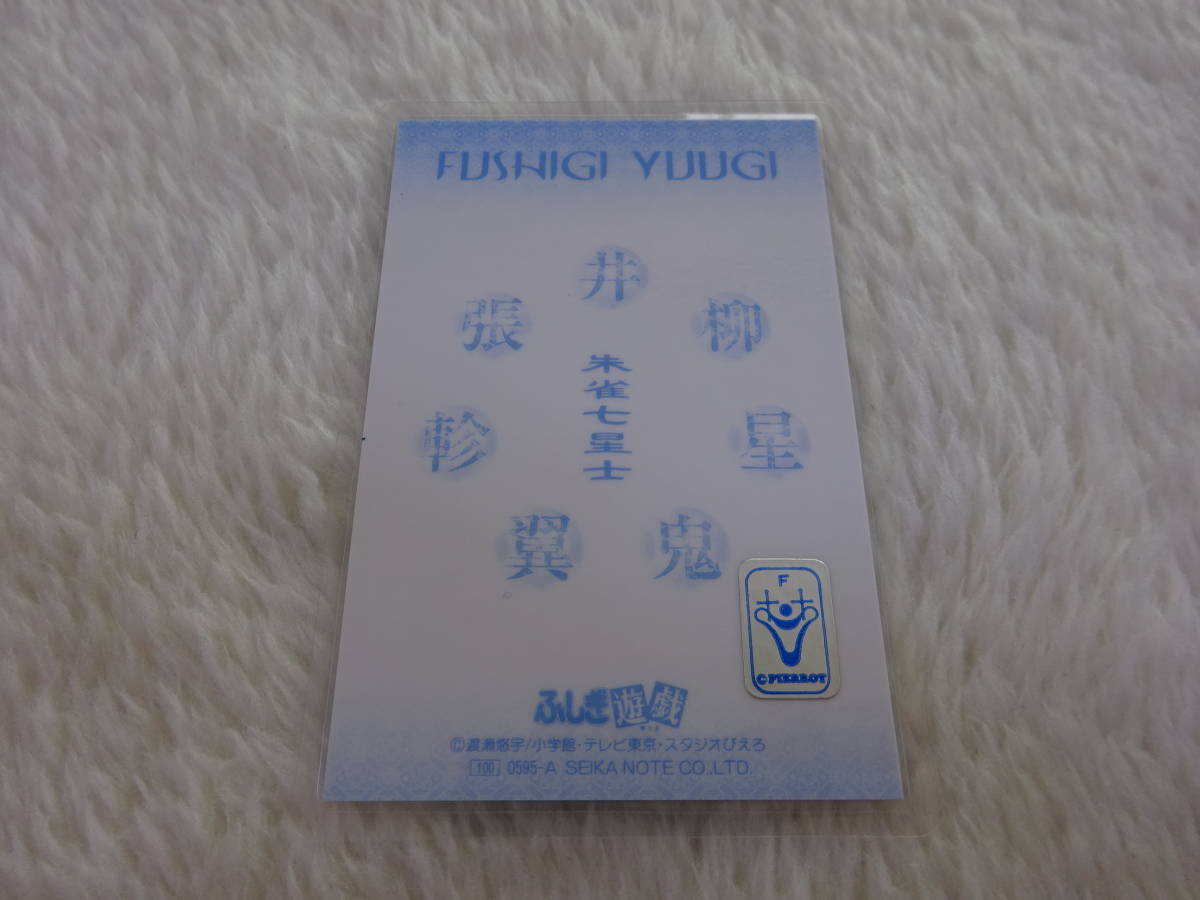 FUSHIGI YUUGI
井
張
柳
朱雀七星士
軫
星
翼
鬼
F
© PIERROT
ふしぎ遊戯
©渡瀬悠宇/小学館・テレビ東京・スタジオぴえろ
100 0595-A SEIKA NOTE CO.,LTD.